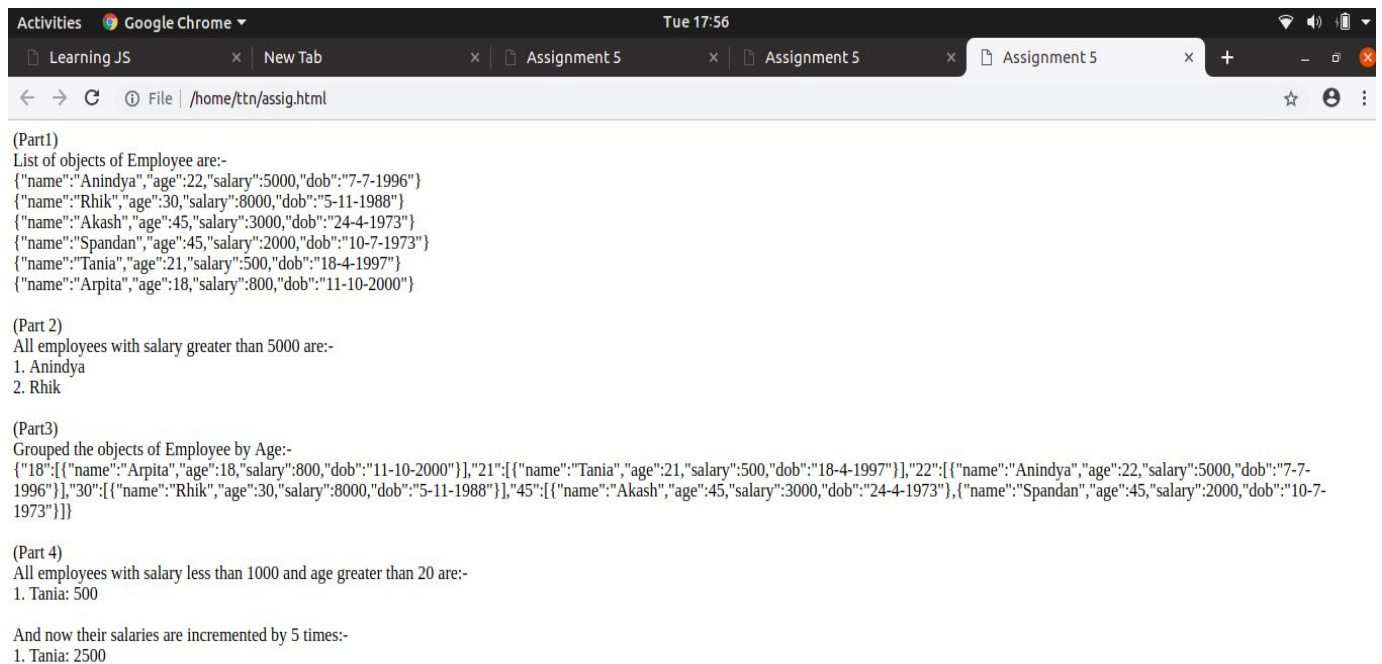 Activities Google Chrome Tue 17:56
Learning JS New Tab Assignment 5 Assignment 5 Assignment 5
File /home/ttn/assig.html
(Part1)
List of objects of Employee are:-
{"name":"Anindya","age":22,"salary":5000,"dob":"7-7-1996"}
{"name":"Rhik","age":30,"salary":8000,"dob":"5-11-1988"}
{"name":"Akash","age":45,"salary":3000,"dob":"24-4-1973"}
{"name":"Spandan","age":45,"salary":2000,"dob":"10-7-1973"}
{"name":"Tania","age":21,"salary":500,"dob":"18-4-1997"}
{"name":"Arpita","age":18,"salary":800,"dob":"11-10-2000"}
(Part 2)
All employees with salary greater than 5000 are:-
1. Anindya
2. Rhik
(Part3)
Grouped the objects of Employee by Age:-
{"18":[{"name":"Arpita","age":18,"salary":800,"dob":"11-10-2000"}],"21":[{"name":"Tania","age":21,"salary":500,"dob":"18-4-1997"}],"22":[{"name":"Anindya","age":22,"salary":5000,"dob":"7-7-
1996"}],"30":[{"name":"Rhik","age":30,"salary":8000,"dob":"5-11-1988"}],"45":[{"name":"Akash","age":45,"salary":3000,"dob":"24-4-1973"},{"name":"Spandan","age":45,"salary":2000,"dob":"10-7-
1973"}]}
(Part 4)
All employees with salary less than 1000 and age greater than 20 are:-
1. Tania: 500
And now their salaries are incremented by 5 times:-
1. Tania: 2500